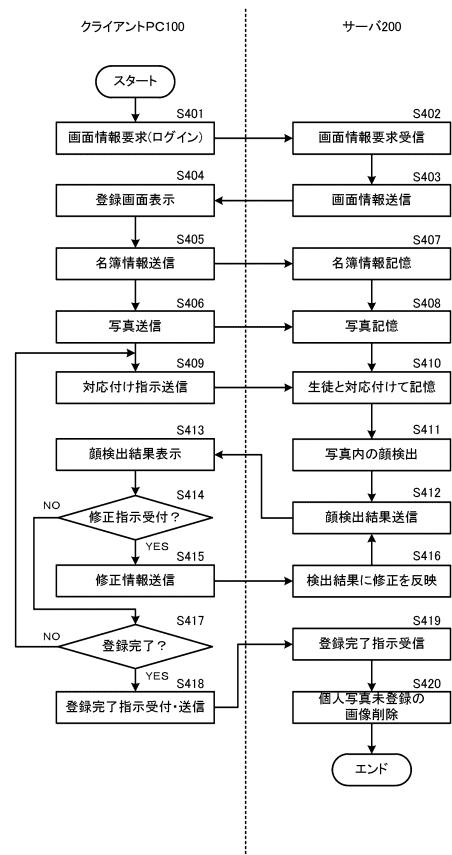 クライアントPC100
サーバ200
スタート
S401
画面情報要求(ログイン)
S402
画面情報要求受信
S403
画面情報送信
S404
登録画面表示
S405
名簿情報送信
S407
名簿情報記憶
S406
写真送信
S408
写真記憶
S409
対応付け指示送信
S410
生徒と対応付けて記憶
S411
写真内の顔検出
S413
顔検出結果表示
S412
顔検出結果送信
S414
修正指示受付?
NO
YES
S415
修正情報送信
S416
検出結果に修正を反映
S417
登録完了?
NO
YES
S419
登録完了指示受信
S418
登録完了指示受付・送信
S420
個人写真未登録の
画像削除
エンド